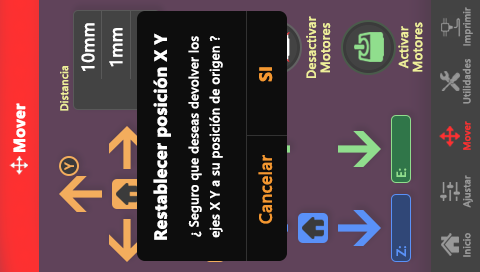 Mover
Distancia
10mm
1mm
Y
Restablecer posición X Y
¿ Seguro que deseas devolver los
ejes X Y a su posición de origen ?
Cancelar
SI
Desactivar
Motores
Activar
Motores
Z:
E:
Inicio
Ajustar
Mover
Utilidades
Imprimir